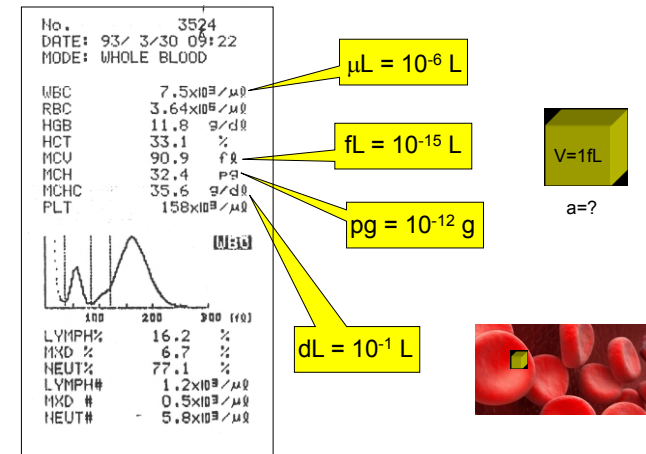 No. 3524
DATE: 93/ 3/30 09:22
MODE: WHOLE BLOOD
WBC 7.5x10³/µℓ
RBC 3.64x10⁶/µℓ
HGB 11.8 g/dℓ
HCT 33.1 %
MCV 90.9 fℓ
MCH 32.4 pg
MCHC 35.6 g/dℓ
PLT 158x10³/µℓ
WBC
100 200 300 (fℓ)
LYMPH% 16.2 %
MXD % 6.7 %
NEUT% 77.1 %
LYMPH# 1.2x10³/µℓ
MXD # 0.5x10³/µℓ
NEUT# - 5.8x10³/µℓ
µL = 10⁻⁶ L
fL = 10⁻¹⁵ L
pg = 10⁻¹² g
dL = 10⁻¹ L
V=1fL
a=?